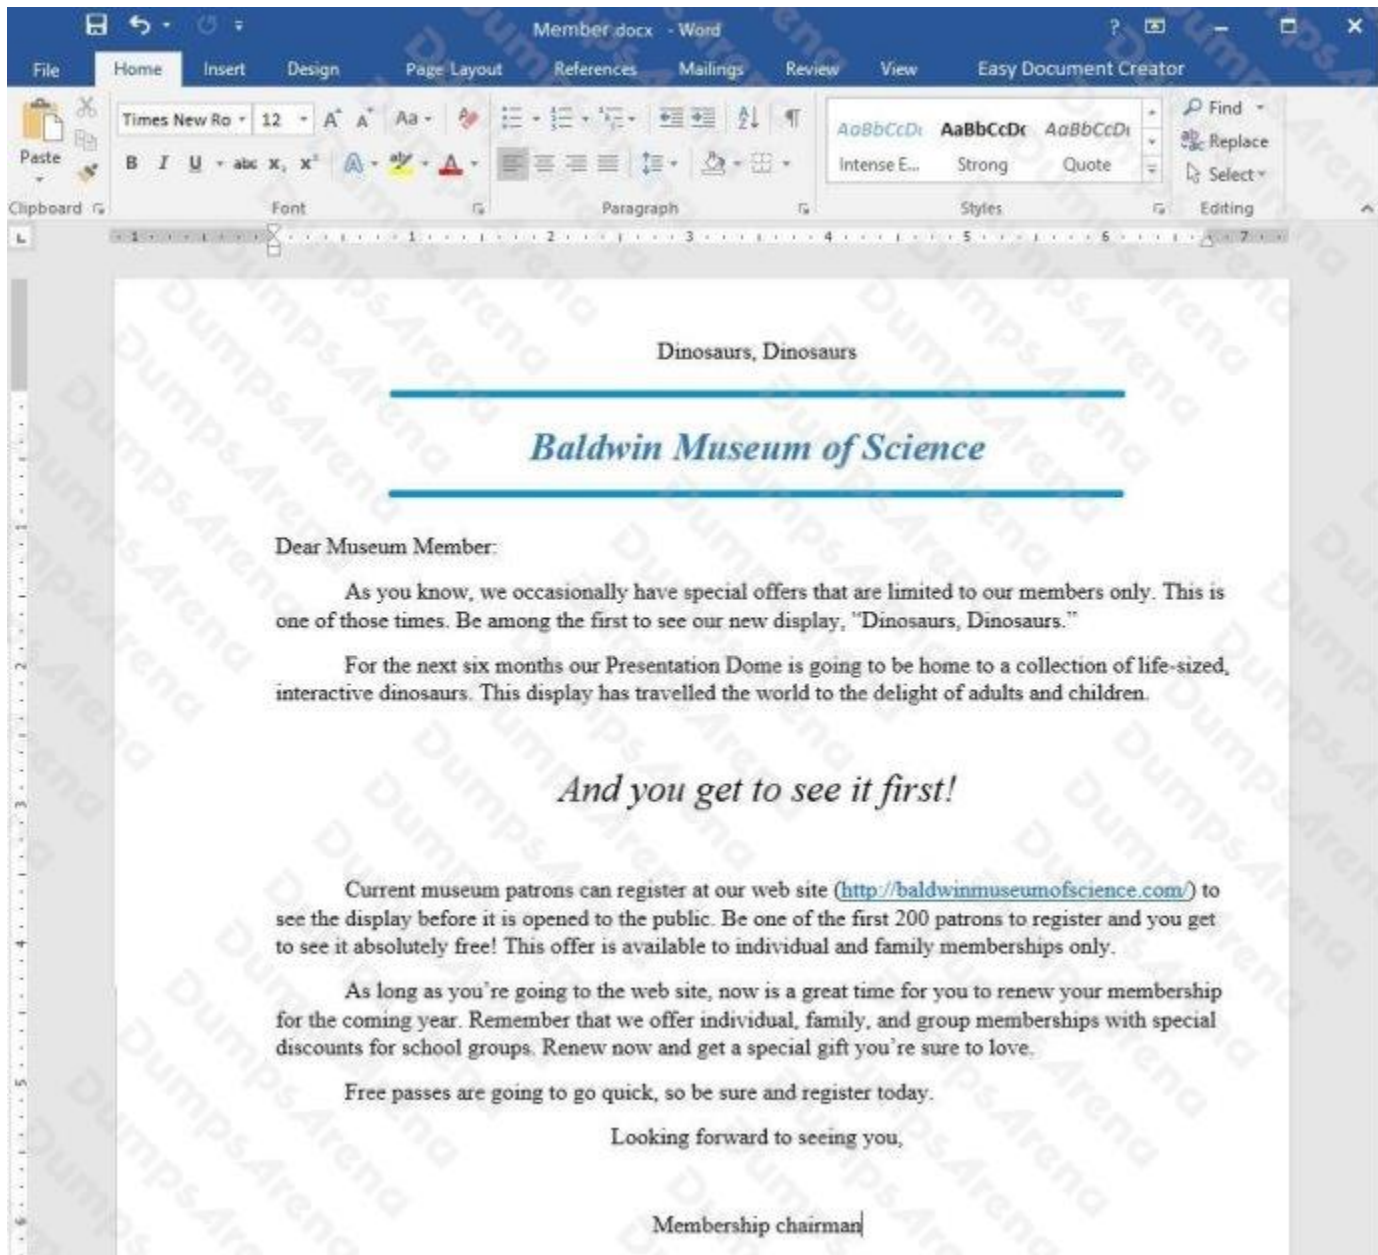 Member.docx - Word
File Home Insert Design Page Layout References Mailings Review View Easy Document Creator
Times New Ro 12 Aa
Find
Replace
Select
Paste
B I U abc x, x²
AaBbCcDc AaBbCcDc AaBbCcDc
Intense E... Strong Quote
Clipboard Font Paragraph Styles Editing
1 1 2 3 4 5 6 7
Dinosaurs, Dinosaurs
Baldwin Museum of Science
Dear Museum Member:
As you know, we occasionally have special offers that are limited to our members only. This is
one of those times. Be among the first to see our new display, “Dinosaurs, Dinosaurs.”
For the next six months our Presentation Dome is going to be home to a collection of life-sized,
interactive dinosaurs. This display has travelled the world to the delight of adults and children.
And you get to see it first!
Current museum patrons can register at our web site (http://baldwinmuseumofscience.com/) to
see the display before it is opened to the public. Be one of the first 200 patrons to register and you get
to see it absolutely free! This offer is available to individual and family memberships only.
As long as you’re going to the web site, now is a great time for you to renew your membership
for the coming year. Remember that we offer individual, family, and group memberships with special
discounts for school groups. Renew now and get a special gift you’re sure to love.
Free passes are going to go quick, so be sure and register today.
Looking forward to seeing you,
Membership chairman
DumpsArena